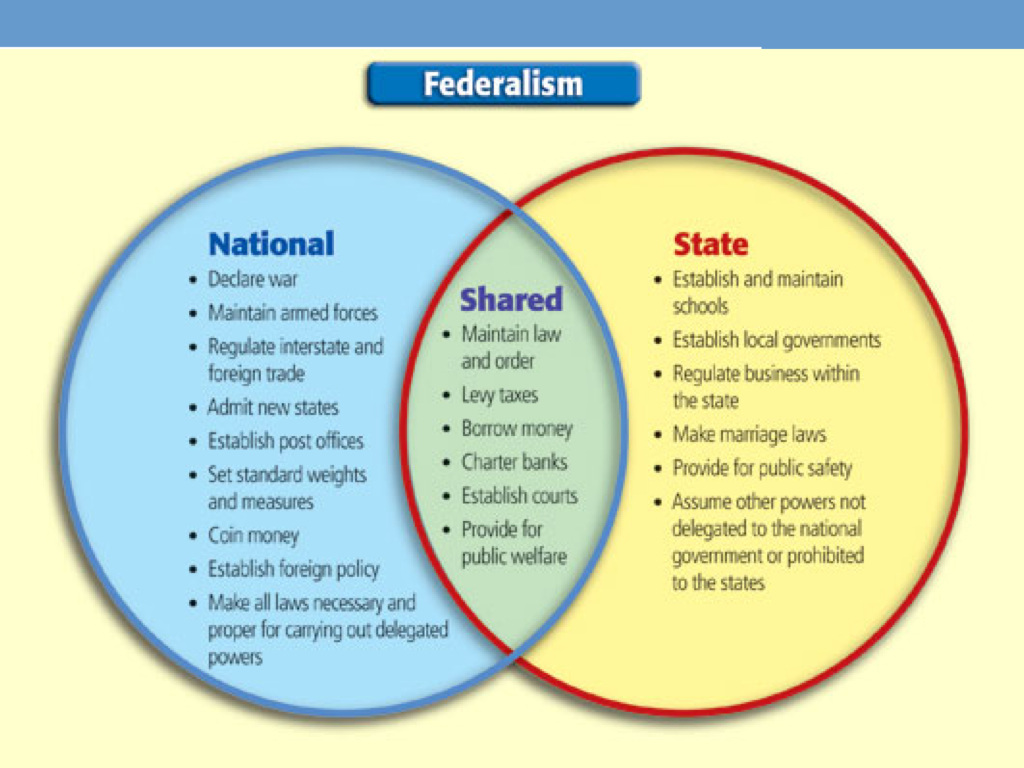 Federalism
National
• Declare war
• Maintain armed forces
• Regulate interstate and
foreign trade
• Admit new states
• Establish post offices
• Set standard weights
and measures
• Coin money
• Establish foreign policy
• Make all laws necessary and
proper for carrying out delegated
powers
Shared
• Maintain law
and order
• Levy taxes
• Borrow money
• Charter banks
• Establish courts
• Provide for
public welfare
State
• Establish and maintain
schools
• Establish local governments
• Regulate business within
the state
• Make marriage laws
• Provide for public safety
• Assume other powers not
delegated to the national
government or prohibited
to the states